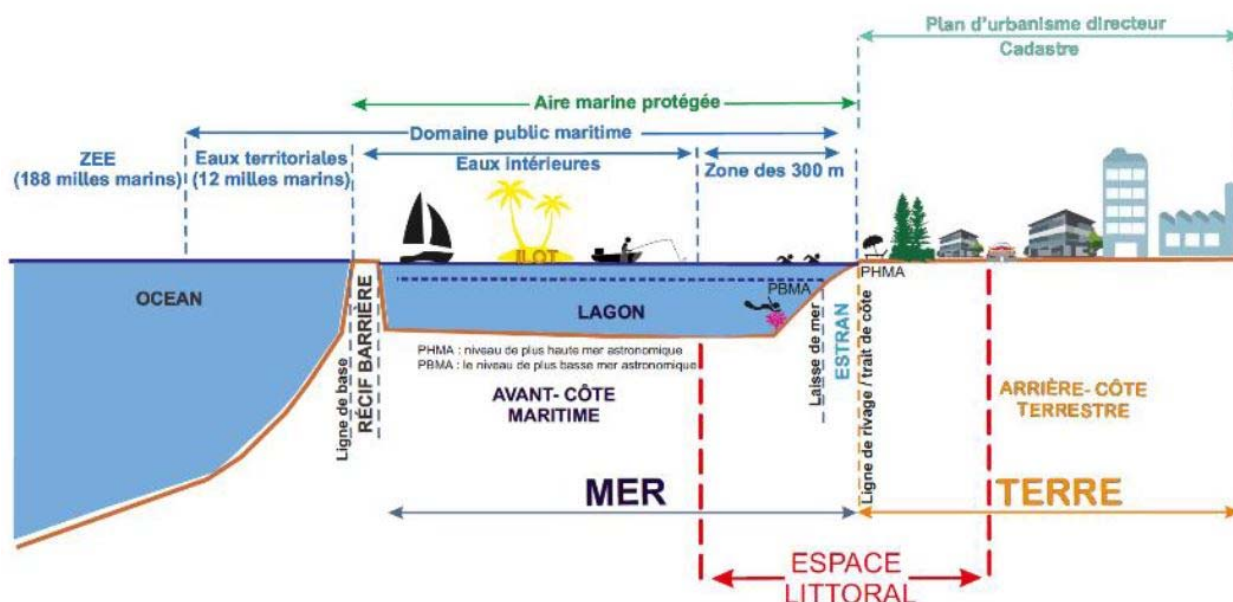 Plan d'urbanisme directeur
Cadastre
Aire marine protégée
Domaine public maritime
ZEE
(188 milles marins)
Eaux territoriales
(12 milles marins)
Eaux intérieures
Zone des 300 m
ILOT
PHMA
OCEAN
PBMA
LAGON
Ligne de base
RÉCIF BARRIÈRE
PHMA : niveau de plus haute mer astronomique
PBMA : le niveau de plus basse mer astronomique
Laisse de mer
ESTRAN
Ligne de rivage / trait de côte
AVANT- CÔTE
MARITIME
ARRIÈRE- CÔTE
TERRESTRE
MER
TERRE
ESPACE
LITTORAL